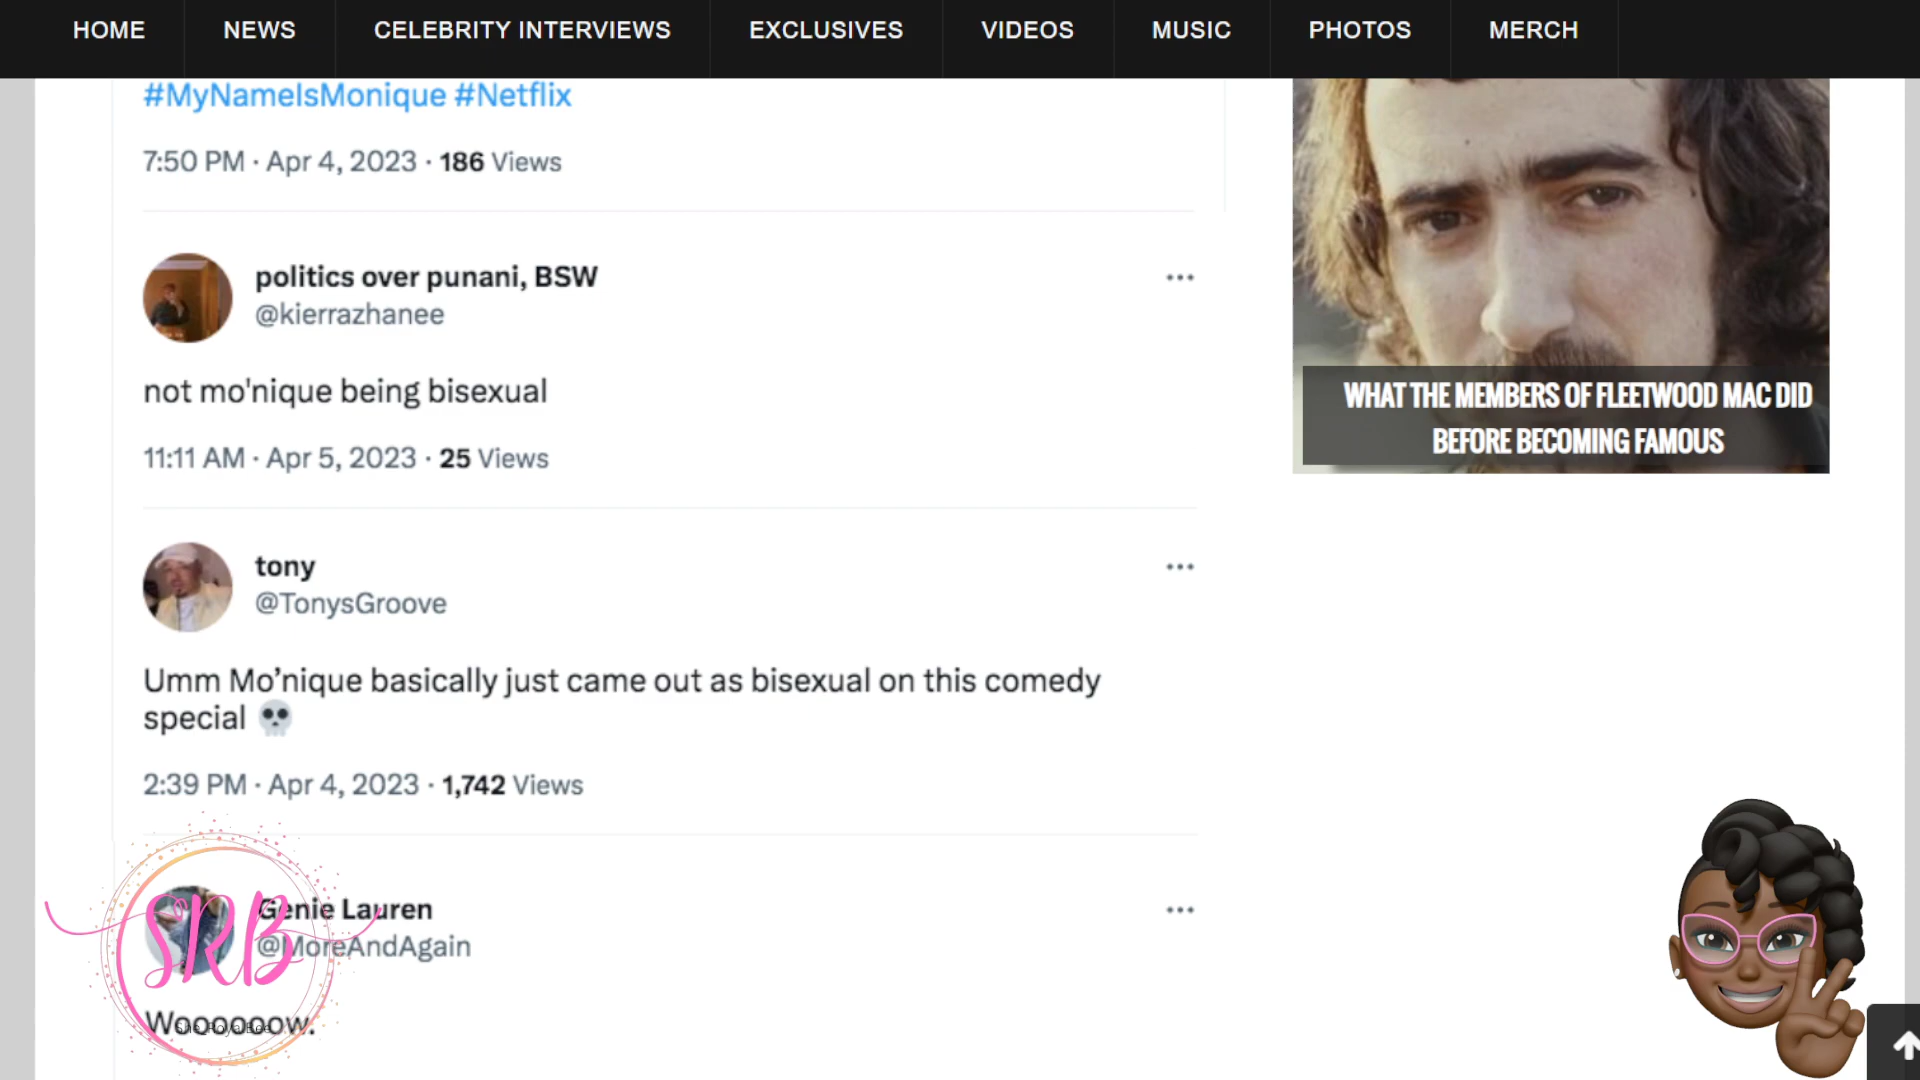 HOME NEWS CELEBRITY INTERVIEWS EXCLUSIVES VIDEOS MUSIC PHOTOS MERCH
#MyNameIsMonique #Netflix
7:50 PM · Apr 4, 2023 · 186 Views
politics over punani, BSW
@kierrazhanee
not mo'nique being bisexual
11:11 AM · Apr 5, 2023 · 25 Views
tony
@TonysGroove
Umm Mo’nique basically just came out as bisexual on this comedy
special 💀
2:39 PM · Apr 4, 2023 · 1,742 Views
Genie Lauren
@MoreAndAgain
Woooooow.
SRB
She Roya Bee
WHAT THE MEMBERS OF FLEETWOOD MAC DID
BEFORE BECOMING FAMOUS